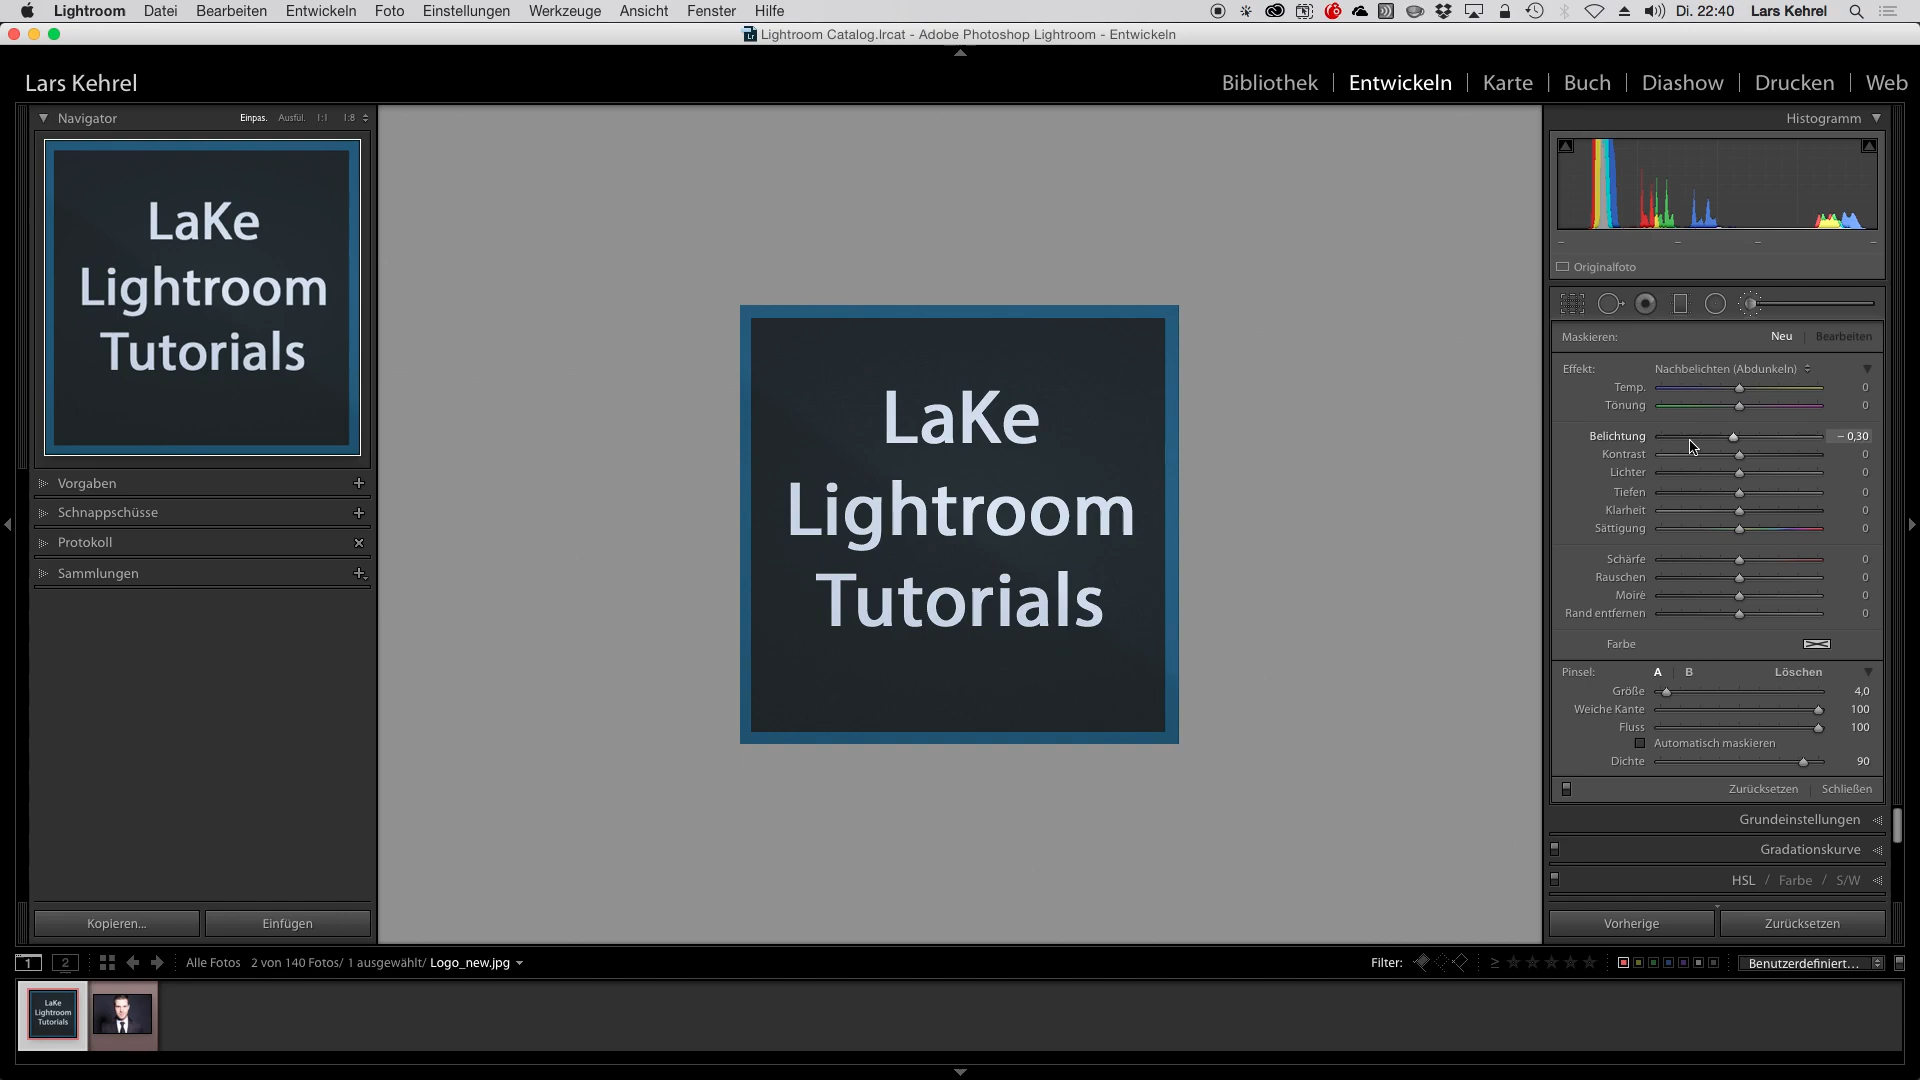 Lightroom Datei Bearbeiten Entwickeln Foto Einstellungen Werkzeuge Ansicht Fenster Hilfe Di. 22:40 Lars Kehrel
Lightroom Catalog.lrcat - Adobe Photoshop Lightroom - Entwickeln
Lars Kehrel
Bibliothek | Entwickeln | Karte | Buch | Diashow | Drucken | Web
Navigator Einpas. Ausfül. 1:1 1:8
LaKe
Lightroom
Tutorials
Vorgaben
Schnappschüsse
Protokoll
Sammlungen
Kopieren... Einfügen
LaKe
Lightroom
Tutorials
Histogramm
Originalfoto
Maskieren: Neu | Bearbeiten
Effekt: Nachbelichten (Abdunkeln)
Temp. 0
Tönung 0
Belichtung – 0,30
Kontrast 0
Lichter 0
Tiefen 0
Klarheit 0
Sättigung 0
Schärfe 0
Rauschen 0
Moiré 0
Rand entfernen 0
Farbe
Pinsel: A | B Löschen
Größe 4,0
Weiche Kante 100
Fluss 100
Automatisch maskieren
Dichte 90
Zurücksetzen | Schließen
Grundeinstellungen
Gradationskurve
HSL / Farbe / S/W
Vorherige Zurücksetzen
1 2 Alle Fotos 2 von 140 Fotos/ 1 ausgewählt/ Logo_new.jpg Filter: ≥ Benutzerdefiniert...
LaKe
Lightroom
Tutorials